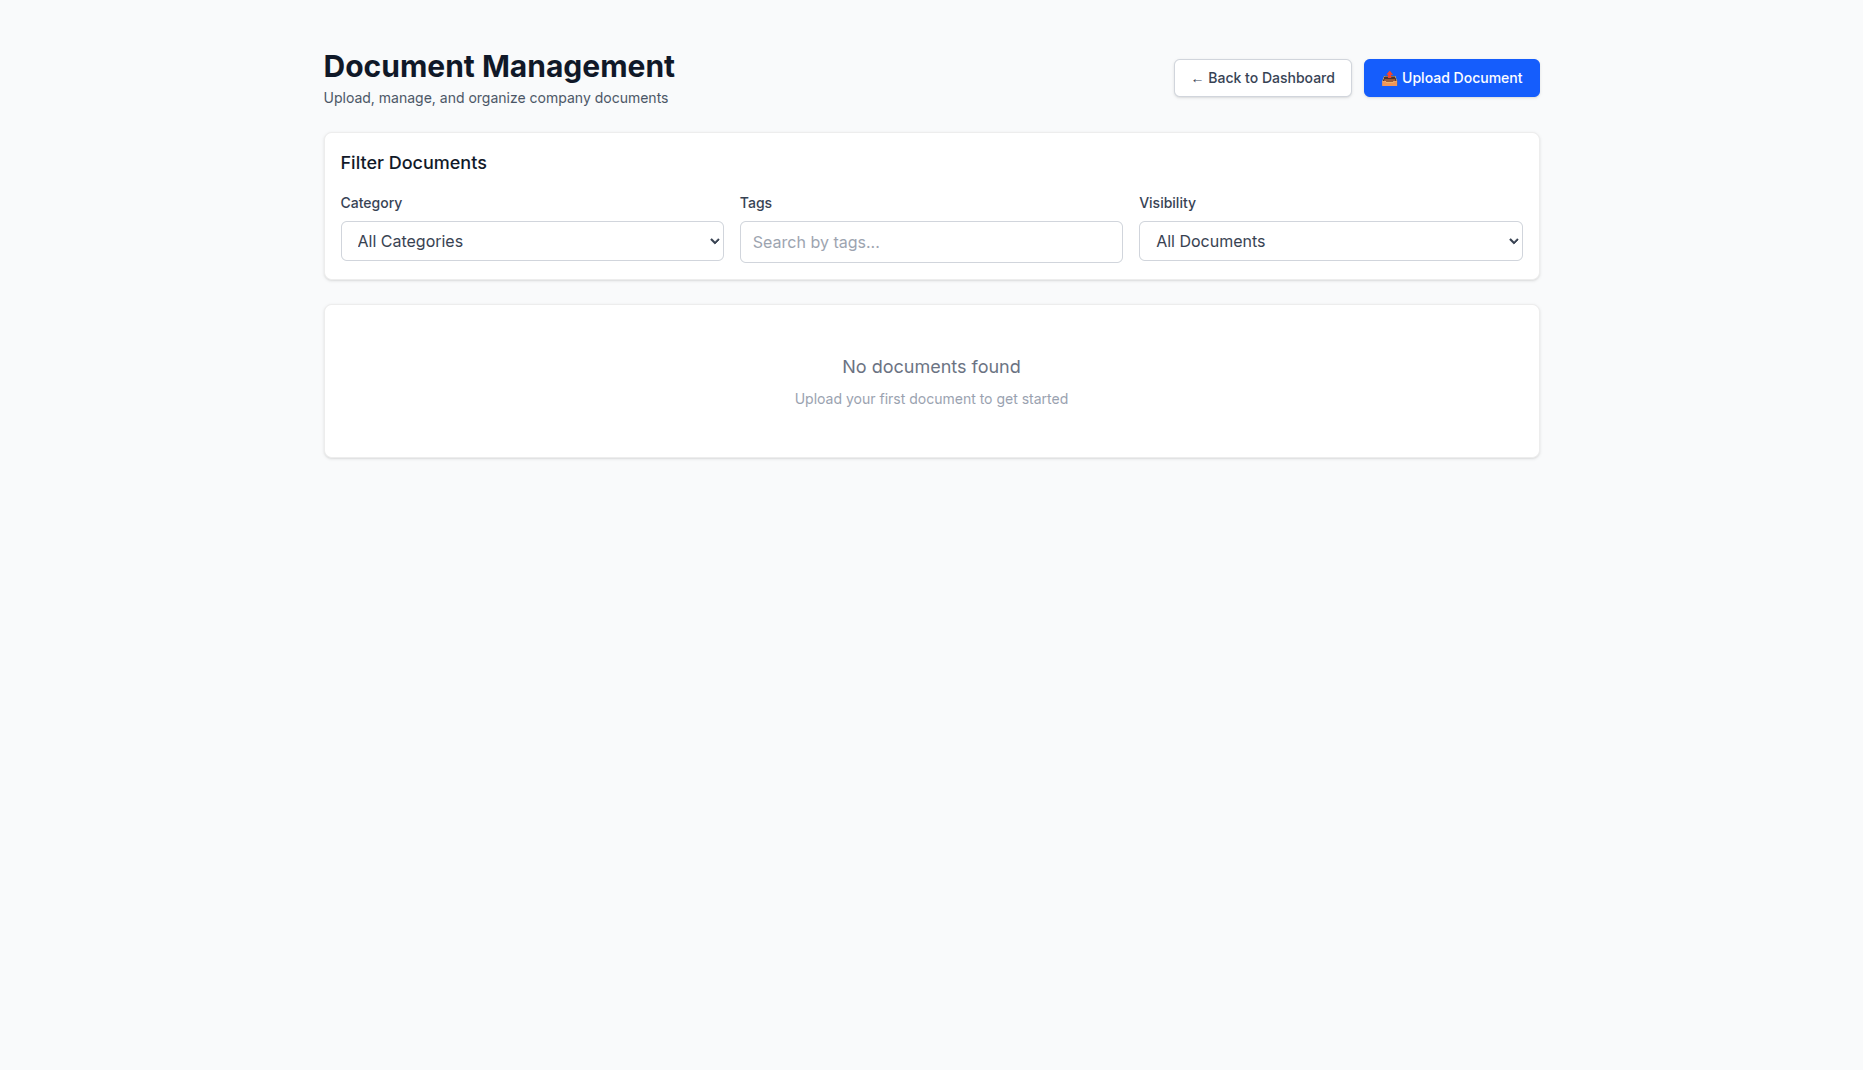 Document Management
Upload, manage, and organize company documents
← Back to Dashboard
📤 Upload Document
Filter Documents
Category
Tags
Visibility
All Categories
Search by tags...
All Documents
No documents found
Upload your first document to get started